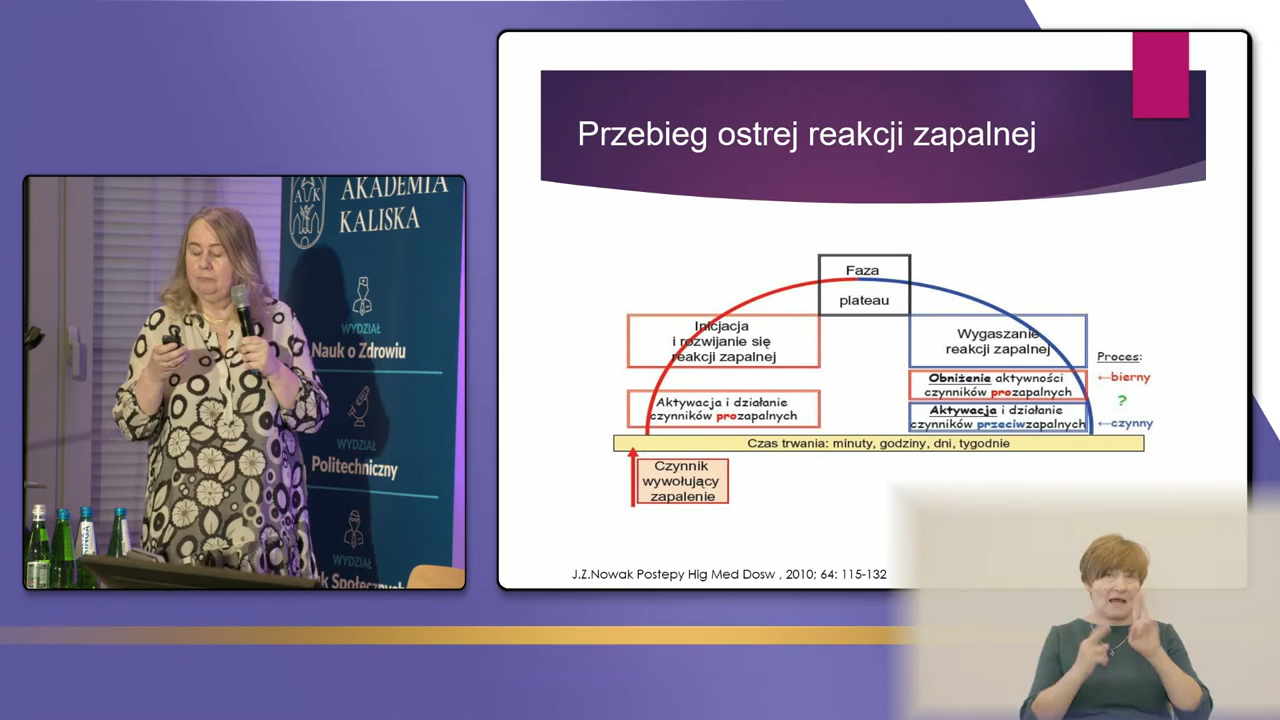 AKADEMIA
KALISKA
A K
WYDZIAŁ
Nauk o Zdrowiu
WYDZIAŁ
Politechniczny
WYDZIAŁ
k Społecznych
Przebieg ostrej reakcji zapalnej
Faza
plateau
Inicjacja
i rozwijanie się
reakcji zapalnej
Wygaszanie
reakcji zapalnej
Proces:
Aktywacja i działanie
czynników prozapalnych
Obniżenie aktywności
czynników prozapalnych
←bierny
?
Aktywacja i działanie
czynników przeciwzapalnych
←czynny
Czas trwania: minuty, godziny, dni, tygodnie
Czynnik
wywołujący
zapalenie
J.Z.Nowak Postepy Hig Med Dosw , 2010; 64: 115-132